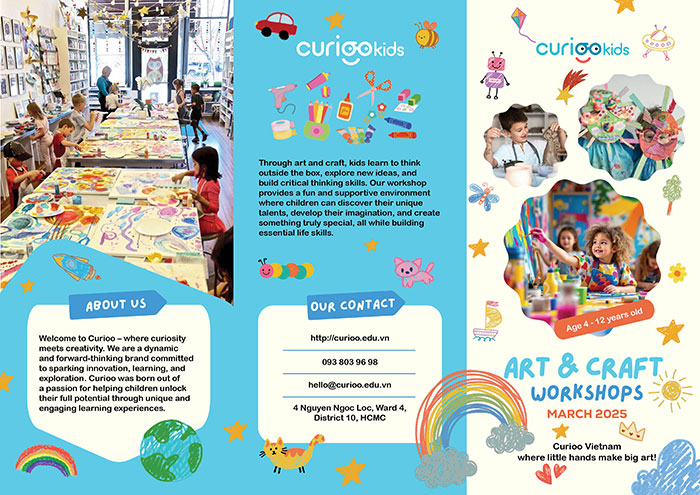 ABOUT US
Welcome to Curioo – where curiosity
meets creativity. We are a dynamic
and forward-thinking brand committed
to sparking innovation, learning, and
exploration. Curioo was born out of
a passion for helping children unlock
their full potential through unique and
engaging learning experiences.
curioo kids
Through art and craft, kids learn to think
outside the box, explore new ideas, and
build critical thinking skills. Our workshop
provides a fun and supportive environment
where children can discover their unique
talents, develop their imagination, and create
something truly special, all while building
essential life skills.
OUR CONTACT
http://curioo.edu.vn
093 803 96 98
hello@curioo.edu.vn
4 Nguyen Ngoc Loc, Ward 4,
District 10, HCMC
curioo kids
Age 4 - 12 years old
ART & CRAFT
WORKSHOPS
MARCH 2025
Curioo Vietnam
where little hands make big art!